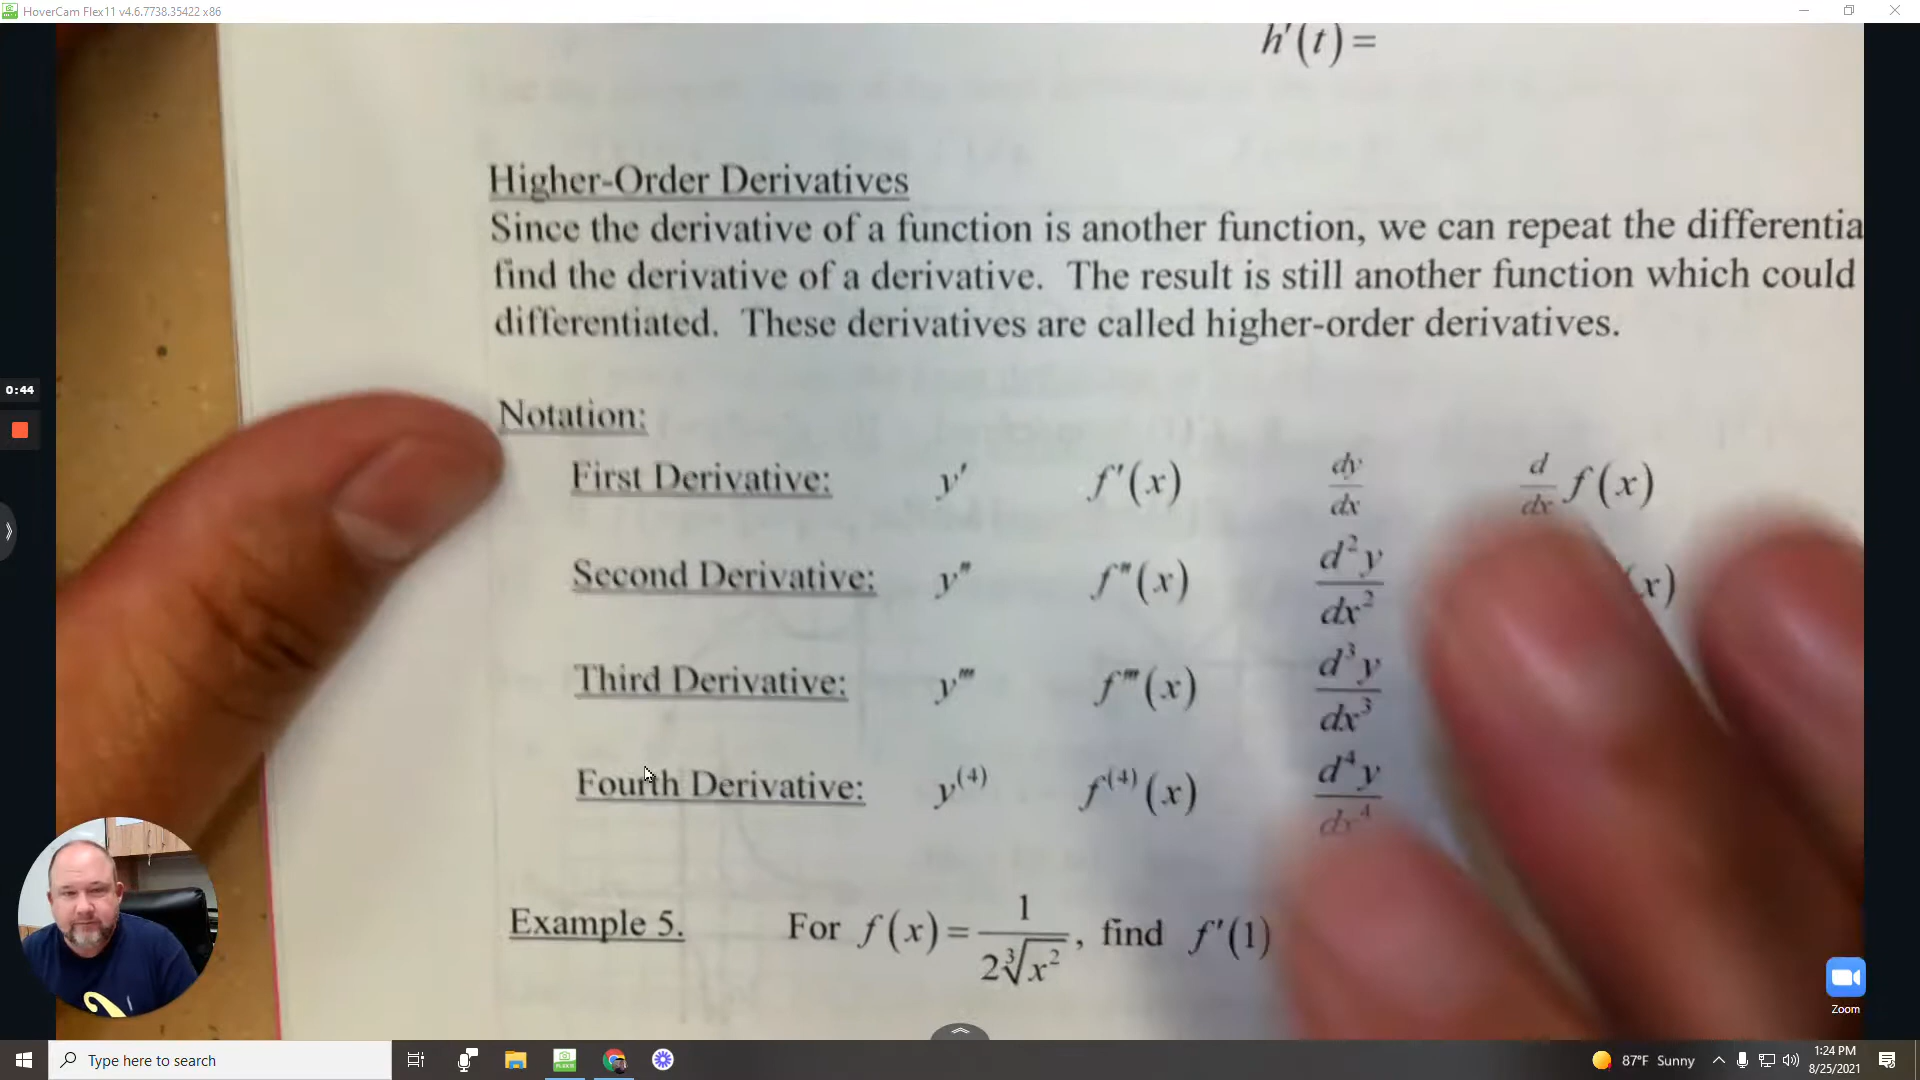 HoverCam Flex11 v4.6.7738.35422 x86
h'(t) =
Higher-Order Derivatives
Since the derivative of a function is another function, we can repeat the differentia
find the derivative of a derivative. The result is still another function which could
differentiated. These derivatives are called higher-order derivatives.
0:44
Notation:
First Derivative: y' f'(x) dy/dx d/dx f(x)
Second Derivative: y" f"(x) d²y/dx² (x)
Third Derivative: y''' f'''(x) d³y/dx³
Fourth Derivative: y⁽⁴⁾ f⁽⁴⁾(x) d⁴y/dx⁴
Example 5. For f(x) = 1/(2∛x²), find f'(1)
Zoom
Type here to search
FLEX11
87°F Sunny
1:24 PM
8/25/2021